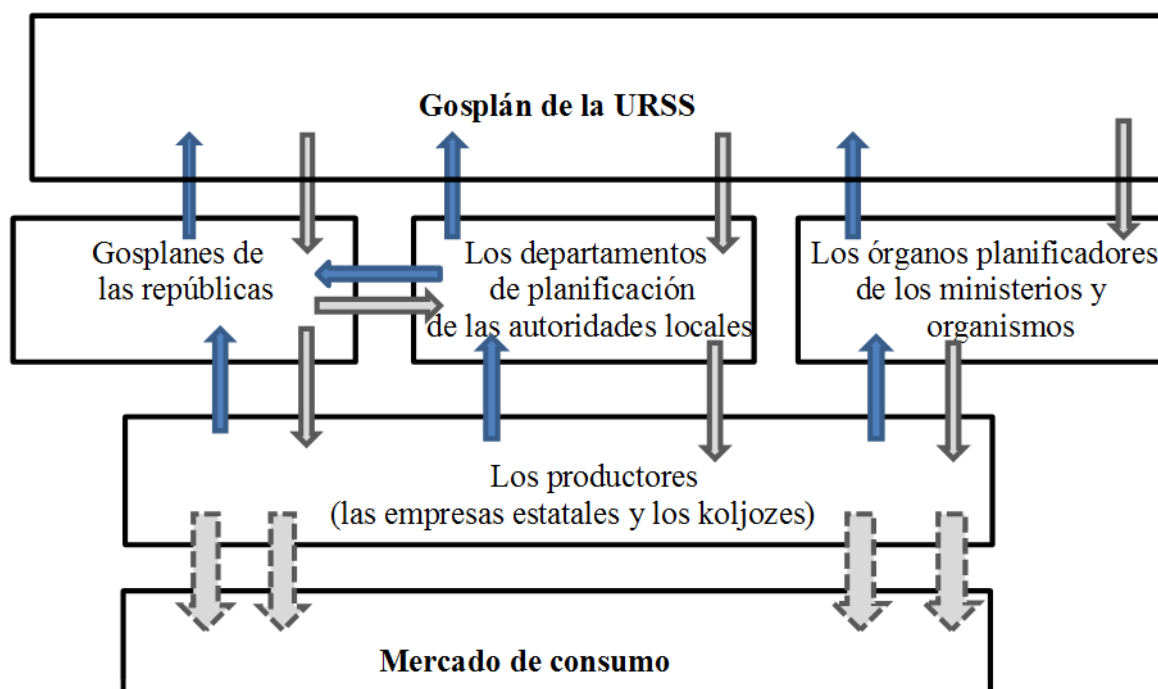 Gosplán de la URSS
Gosplanes de
las repúblicas
Los departamentos
de planificación
de las autoridades locales
Los órganos planificadores
de los ministerios y
organismos
Los productores
(las empresas estatales y los koljozes)
Mercado de consumo